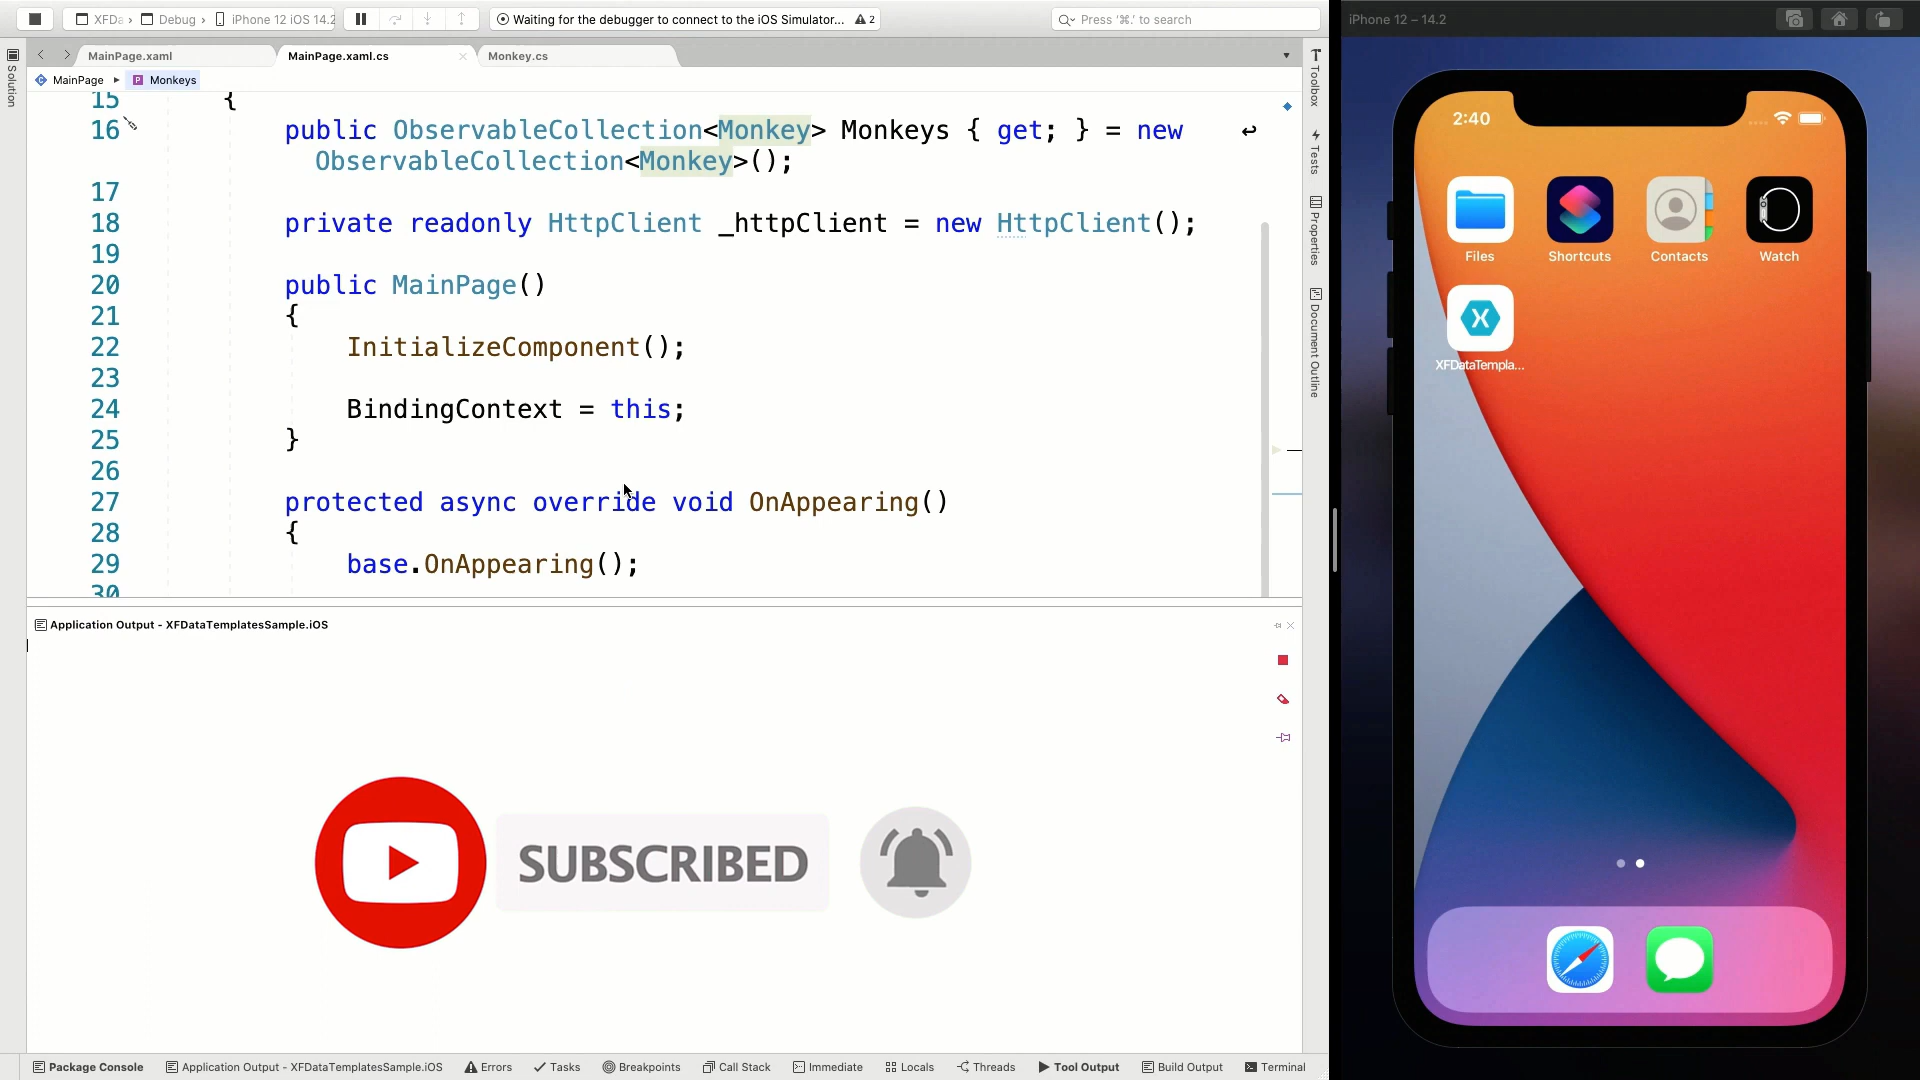 XFDa › Debug › iPhone 12 iOS 14.2
Waiting for the debugger to connect to the iOS Simulator... 2
Press '⌘.' to search
iPhone 12 – 14.2
MainPage.xaml
MainPage.xaml.cs
Monkey.cs
MainPage ▸ Monkeys
Solution
Toolbox
Tests
Properties
Document Outline
15 {
16 public ObservableCollection<Monkey> Monkeys { get; } = new
ObservableCollection<Monkey>();
17
18 private readonly HttpClient _httpClient = new HttpClient();
19
20 public MainPage()
21 {
22 InitializeComponent();
23
24 BindingContext = this;
25 }
26
27 protected async override void OnAppearing()
28 {
29 base.OnAppearing();
30
Application Output - XFDataTemplatesSample.iOS
SUBSCRIBED
Package Console
Application Output - XFDataTemplatesSample.iOS
Errors
Tasks
Breakpoints
Call Stack
Immediate
Locals
Threads
Tool Output
Build Output
Terminal
2:40
Files
Shortcuts
Contacts
Watch
XFDataTempla...